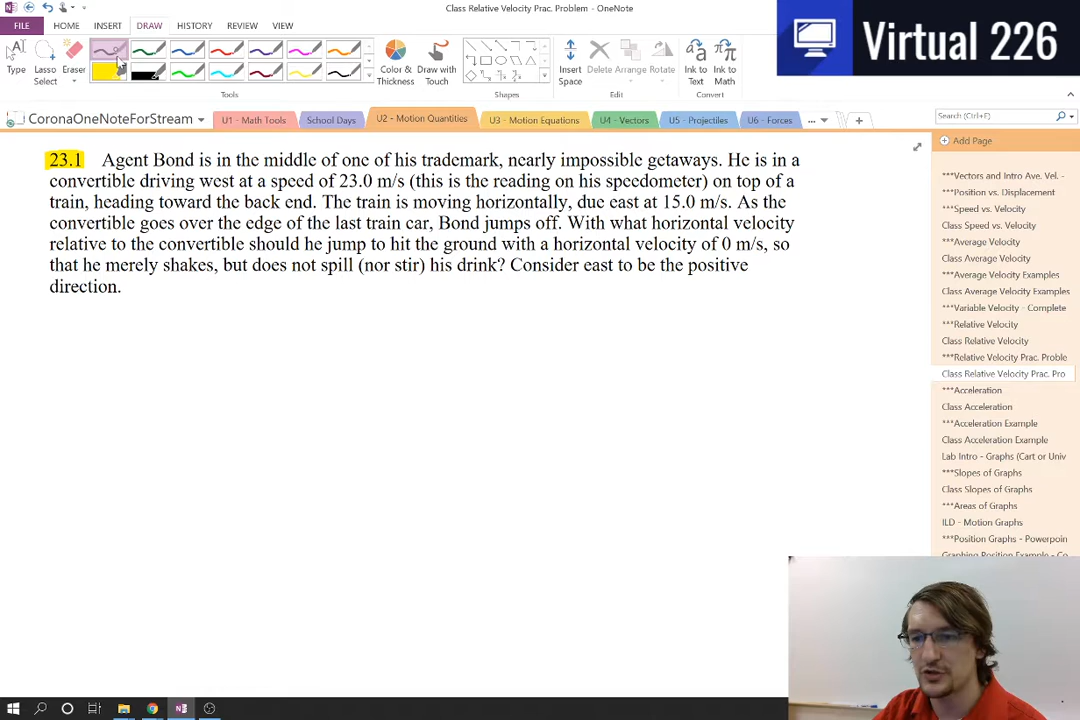 Class Relative Velocity Prac. Problem - OneNote
Virtual 226
FILE HOME INSERT DRAW HISTORY REVIEW VIEW
Type
Lasso Select
Eraser
Color & Thickness
Draw with Touch
Insert Space
Delete
Arrange
Rotate
Ink to Text
Ink to Math
Tools
Shapes
Edit
Convert
CoronaOneNoteForStream
U1 - Math Tools
School Days
U2 - Motion Quantities
U3 - Motion Equations
U4 - Vectors
U5 - Projectiles
U6 - Forces
...
Search (Ctrl+E)
23.1 Agent Bond is in the middle of one of his trademark, nearly impossible getaways. He is in a
convertible driving west at a speed of 23.0 m/s (this is the reading on his speedometer) on top of a
train, heading toward the back end. The train is moving horizontally, due east at 15.0 m/s. As the
convertible goes over the edge of the last train car, Bond jumps off. With what horizontal velocity
relative to the convertible should he jump to hit the ground with a horizontal velocity of 0 m/s, so
that he merely shakes, but does not spill (nor stir) his drink? Consider east to be the positive
direction.
Add Page
***Vectors and Intro Ave. Vel. -
***Position vs. Displacement
***Speed vs. Velocity
Class Speed vs. Velocity
***Average Velocity
Class Average Velocity
***Average Velocity Examples
Class Average Velocity Examples
***Variable Velocity - Complete
***Relative Velocity
Class Relative Velocity
***Relative Velocity Prac. Proble
Class Relative Velocity Prac. Pro
***Acceleration
Class Acceleration
***Acceleration Example
Class Acceleration Example
Lab Intro - Graphs (Cart or Univ
***Slopes of Graphs
Class Slopes of Graphs
***Areas of Graphs
ILD - Motion Graphs
***Position Graphs - Powerpoin
Graphing Position Example - Co